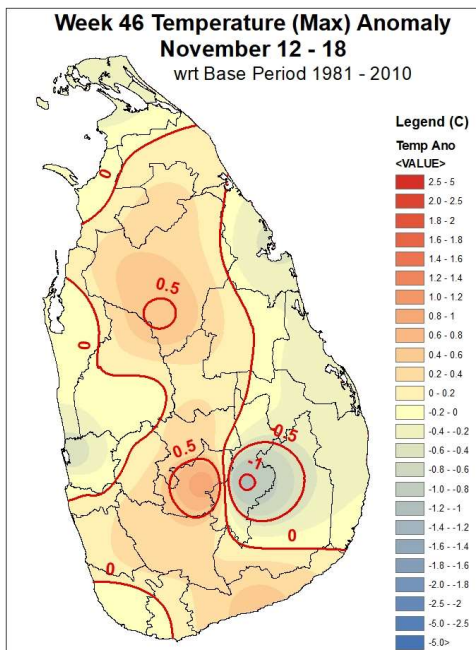 Week 46 Temperature (Max) Anomaly
November 12 - 18
wrt Base Period 1981 - 2010
Legend (C)
Temp Ano
<VALUE>
2.5 - 5
2.0 - 2.5
1.8 - 2
1.6 - 1.8
1.4 - 1.6
1.2 - 1.4
1.0 - 1.2
0.8 - 1
0.6 - 0.8
0.4 - 0.6
0.2 - 0.4
0 - 0.2
-0.2 - 0
-0.4 - -0.2
-0.6 - -0.4
-0.8 - -0.6
-1.0 - -0.8
-1.2 - -1
-1.4 - -1.2
-1.6 - -1.4
-1.8 - -1.6
-2.0 - -1.8
-2.5 - -2
-5.0 - -2.5
-5.0>
0
0.5
0
0.5
-0.5
-1
0
0